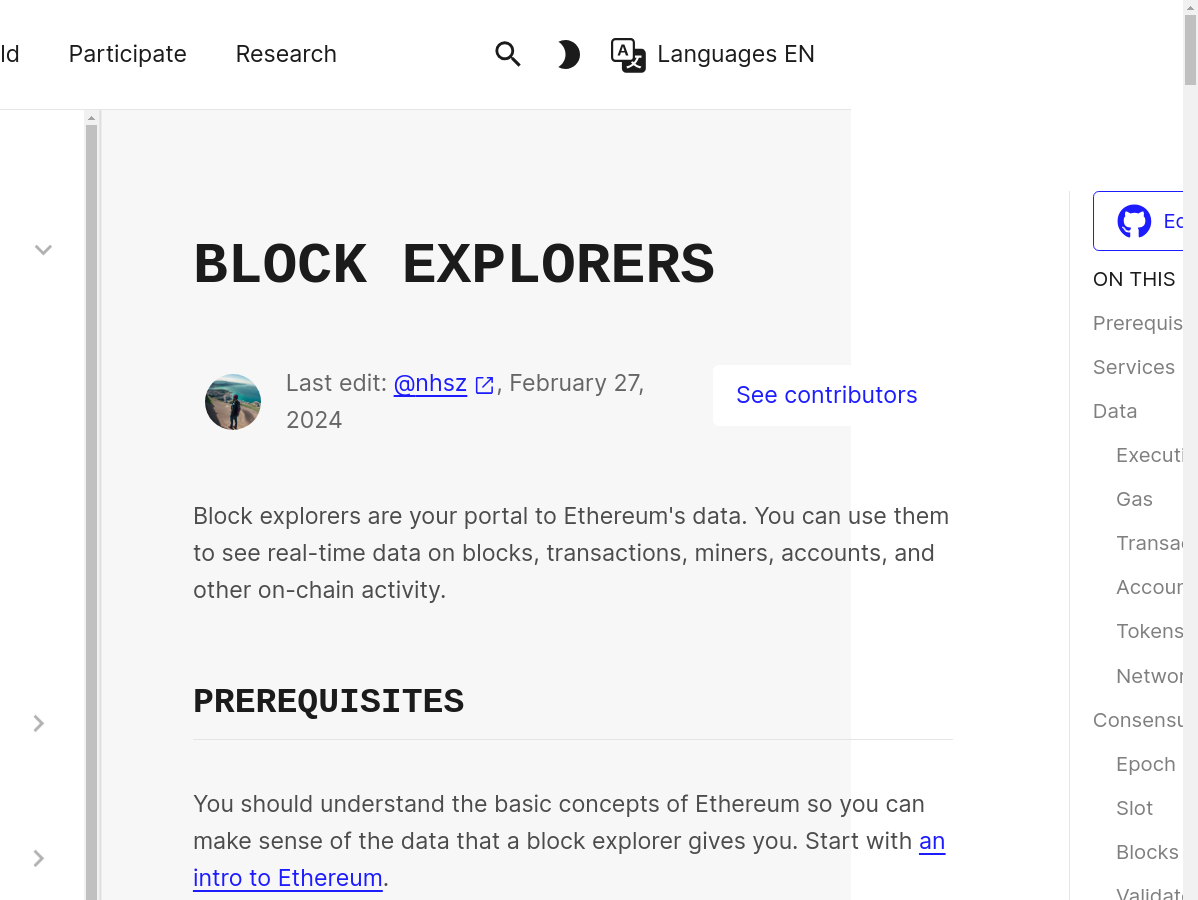 ld Participate Research Languages EN
BLOCK EXPLORERS
Last edit: @nhsz, February 27,
2024
See contributors
Block explorers are your portal to Ethereum's data. You can use them
to see real-time data on blocks, transactions, miners, accounts, and
other on-chain activity.
PREREQUISITES
You should understand the basic concepts of Ethereum so you can
make sense of the data that a block explorer gives you. Start with an
intro to Ethereum.
Ed
ON THIS
Prerequis
Services
Data
Executi
Gas
Transac
Accoun
Tokens
Networ
Consensu
Epoch
Slot
Blocks
Validat